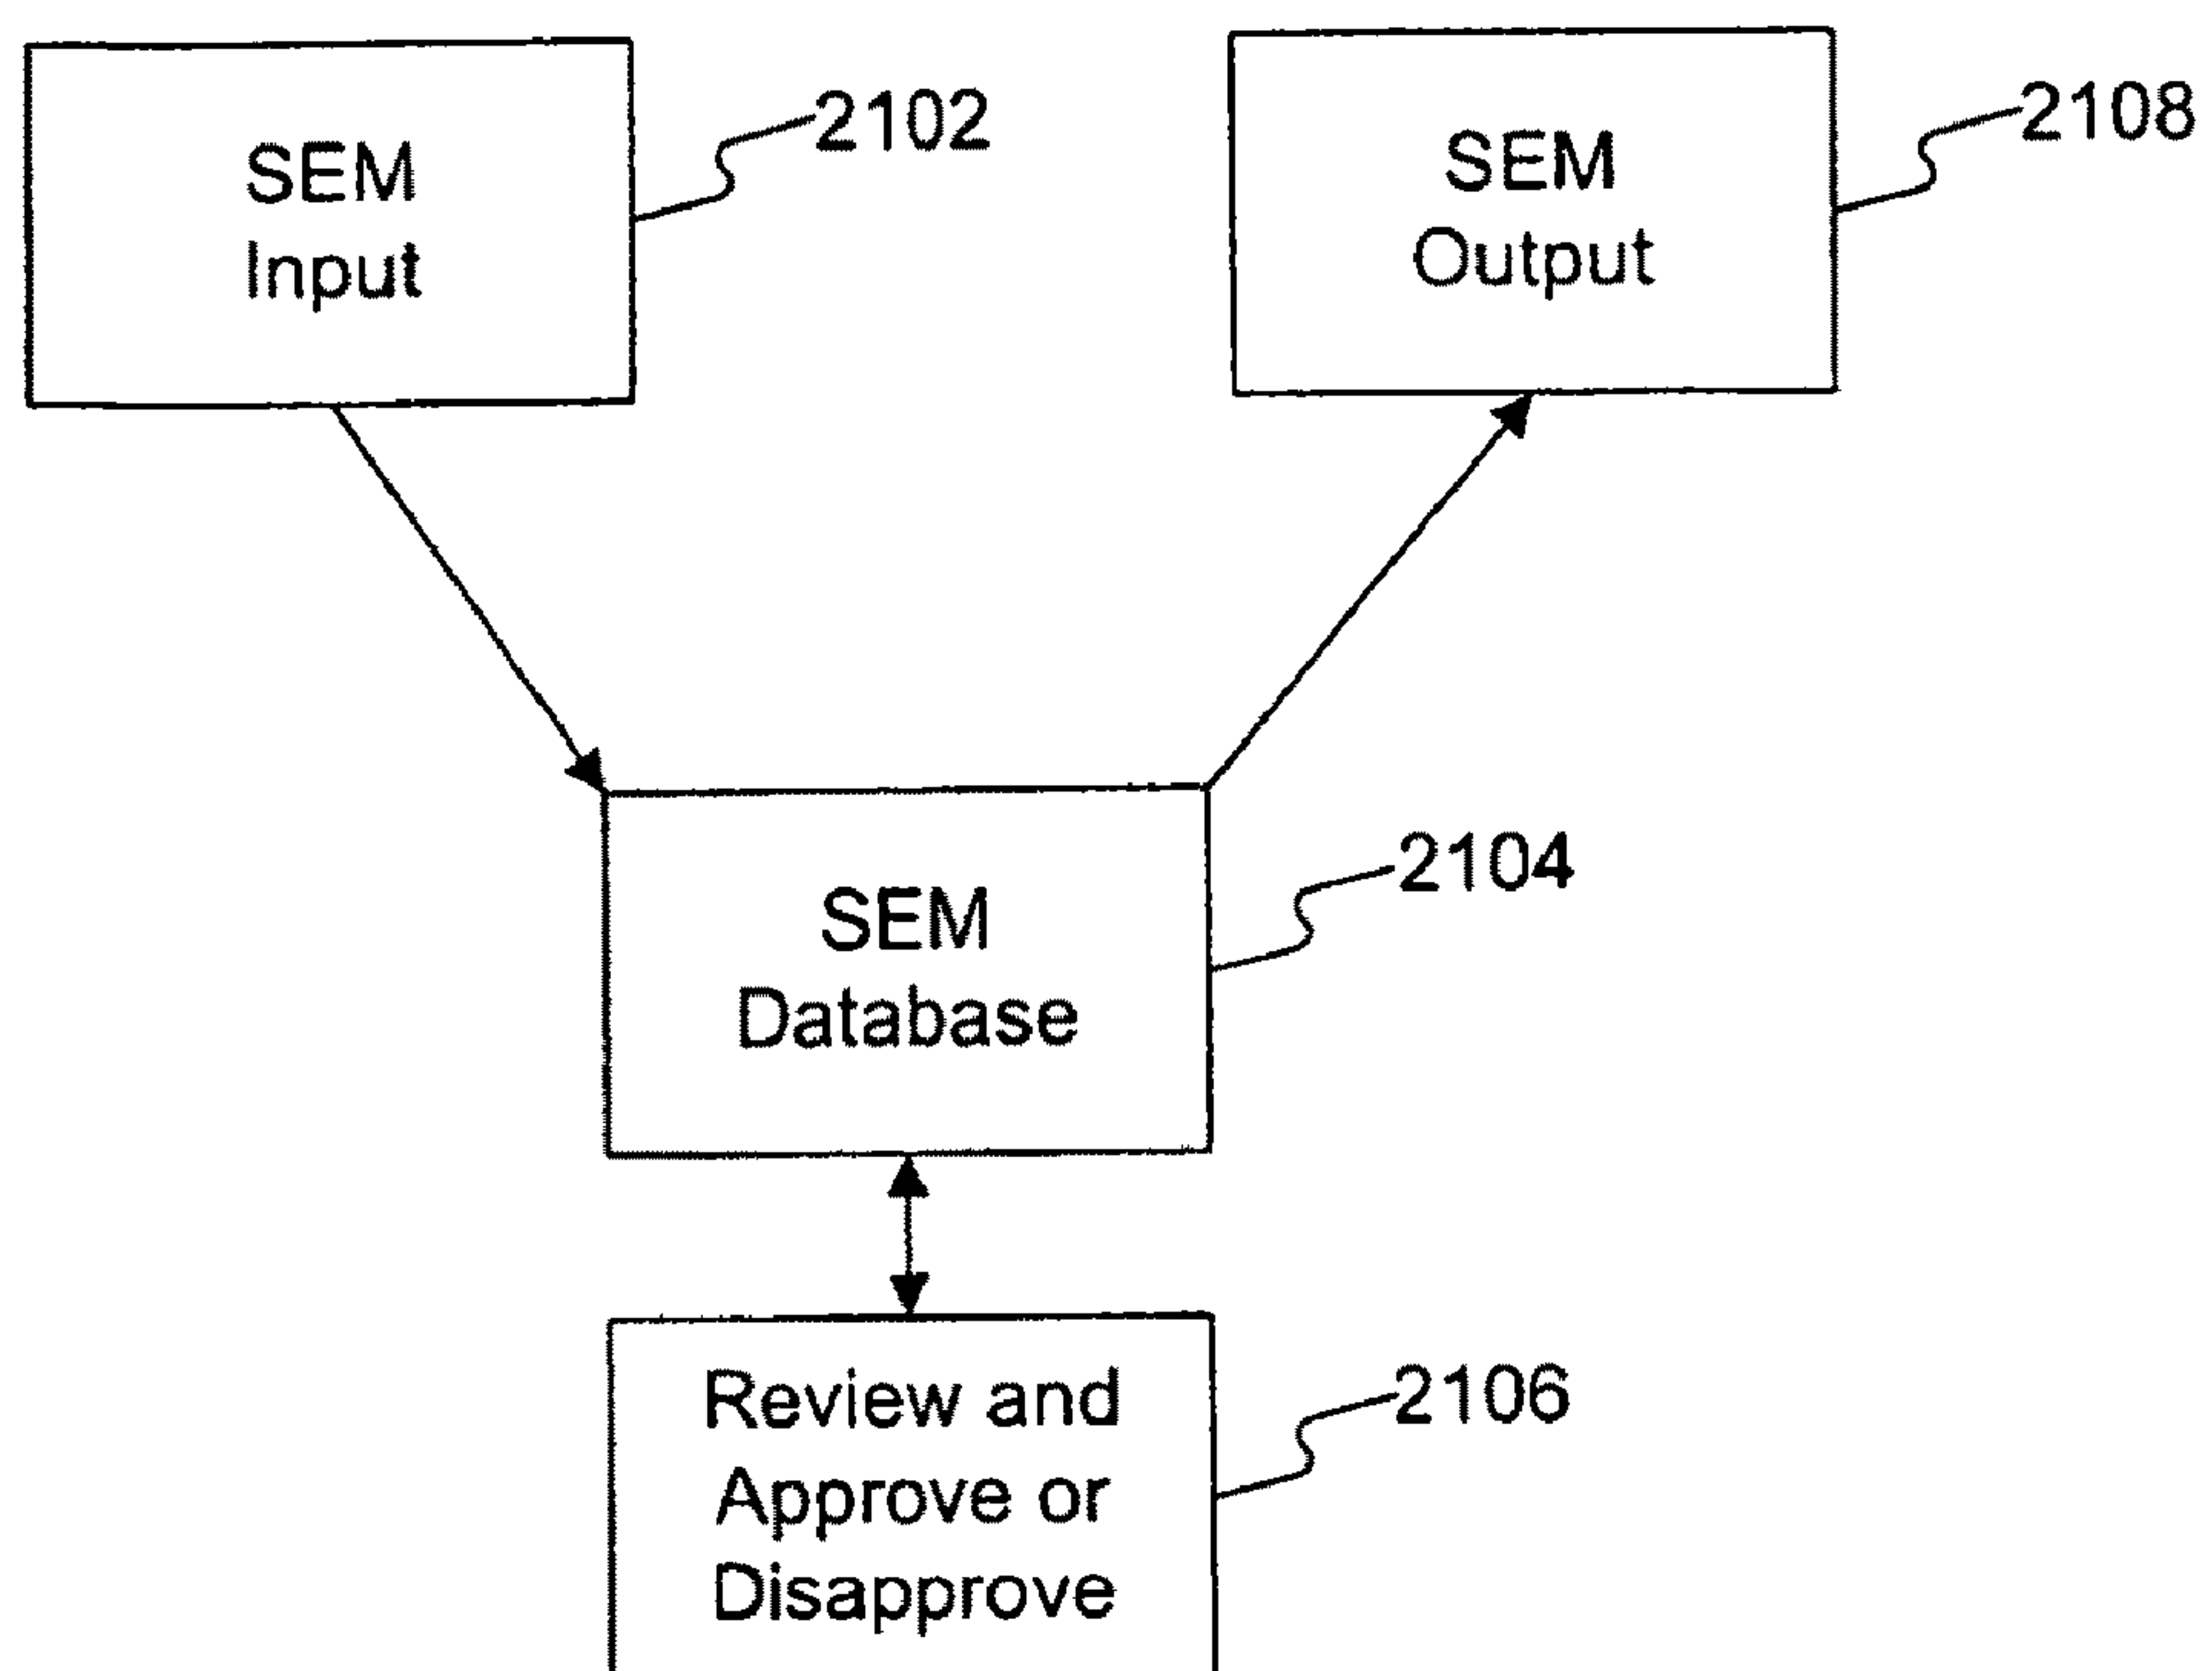 SEM
Input
2102
SEM
Output
2108
SEM
Database
2104
Review and
Approve or
Disapprove
2106